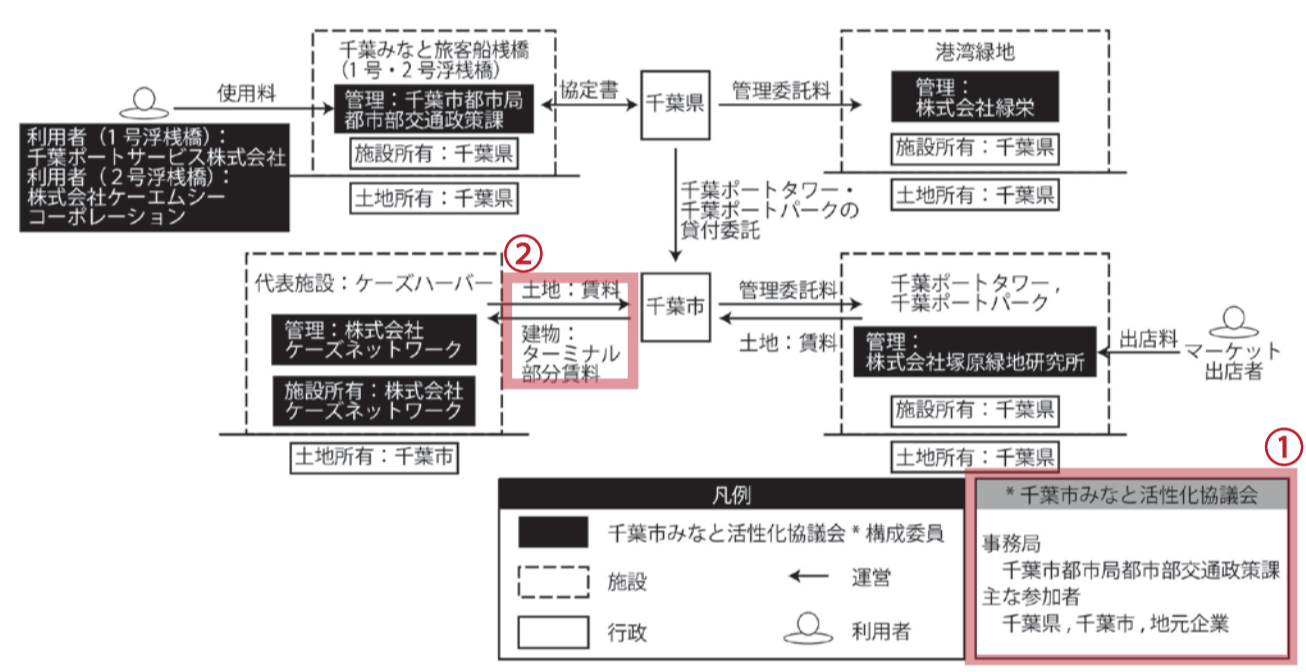 千葉みなと旅客船桟橋
(1号・2号浮桟橋)
管理：千葉市都市局
都市部交通政策課
施設所有：千葉県
土地所有：千葉県
使用料
利用者（1号浮桟橋）：
千葉ポートサービス株式会社
利用者（2号浮桟橋）：
株式会社ケーエムシー
コーポレーション
協定書
千葉県
管理委託料
港湾緑地
管理：
株式会社緑栄
施設所有：千葉県
土地所有：千葉県
千葉ポートタワー・
千葉ポートパークの
貸付委託
②
代表施設：ケーズハーバー
管理：株式会社
ケーズネットワーク
施設所有：株式会社
ケーズネットワーク
土地所有：千葉市
土地：賃料
建物：
ターミナル
部分賃料
千葉市
管理委託料
土地：賃料
千葉ポートタワー，
千葉ポートパーク
管理：
株式会社塚原緑地研究所
施設所有：千葉県
土地所有：千葉県
出店料
マーケット
出店者
①
凡例
千葉市みなと活性化協議会＊構成委員
施設
運営
行政
利用者
＊千葉市みなと活性化協議会
事務局
千葉市都市局都市部交通政策課
主な参加者
千葉県，千葉市，地元企業